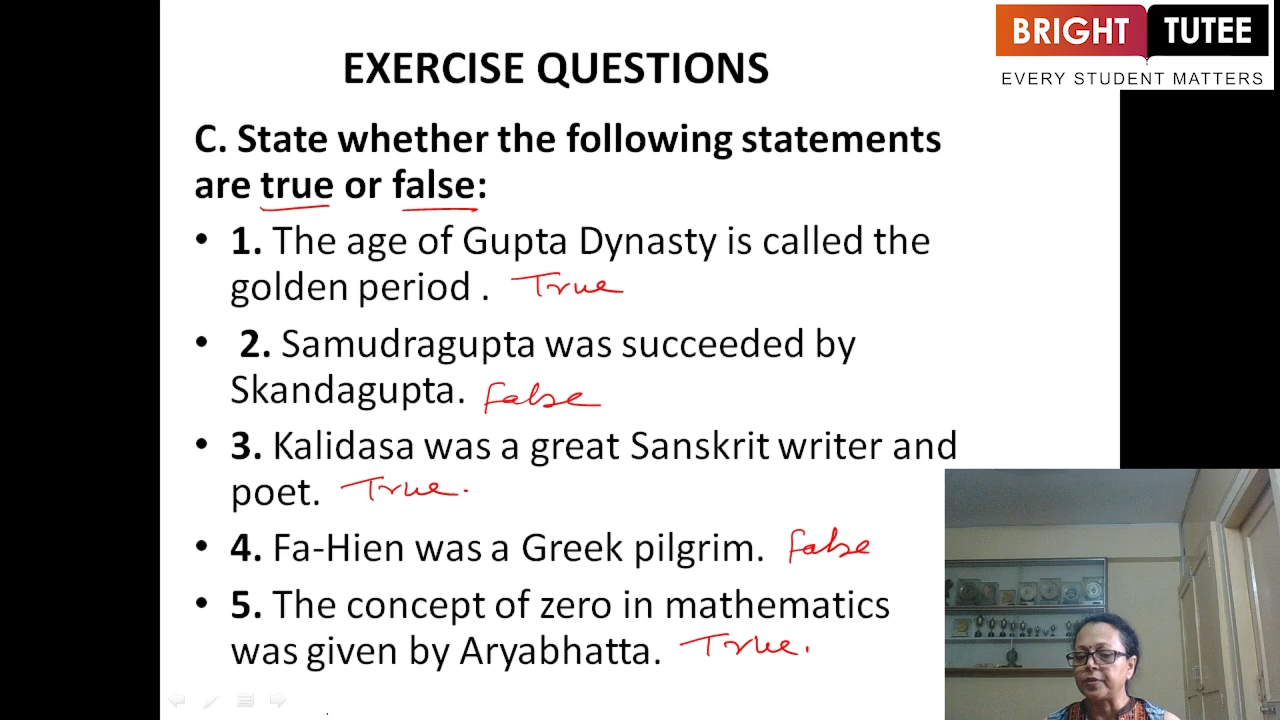 BRIGHT TUTEE
EVERY STUDENT MATTERS
EXERCISE QUESTIONS
C. State whether the following statements
are true or false:
• 1. The age of Gupta Dynasty is called the
golden period . True
• 2. Samudragupta was succeeded by
Skandagupta. False
• 3. Kalidasa was a great Sanskrit writer and
poet. True.
• 4. Fa-Hien was a Greek pilgrim. False
• 5. The concept of zero in mathematics
was given by Aryabhatta. True.